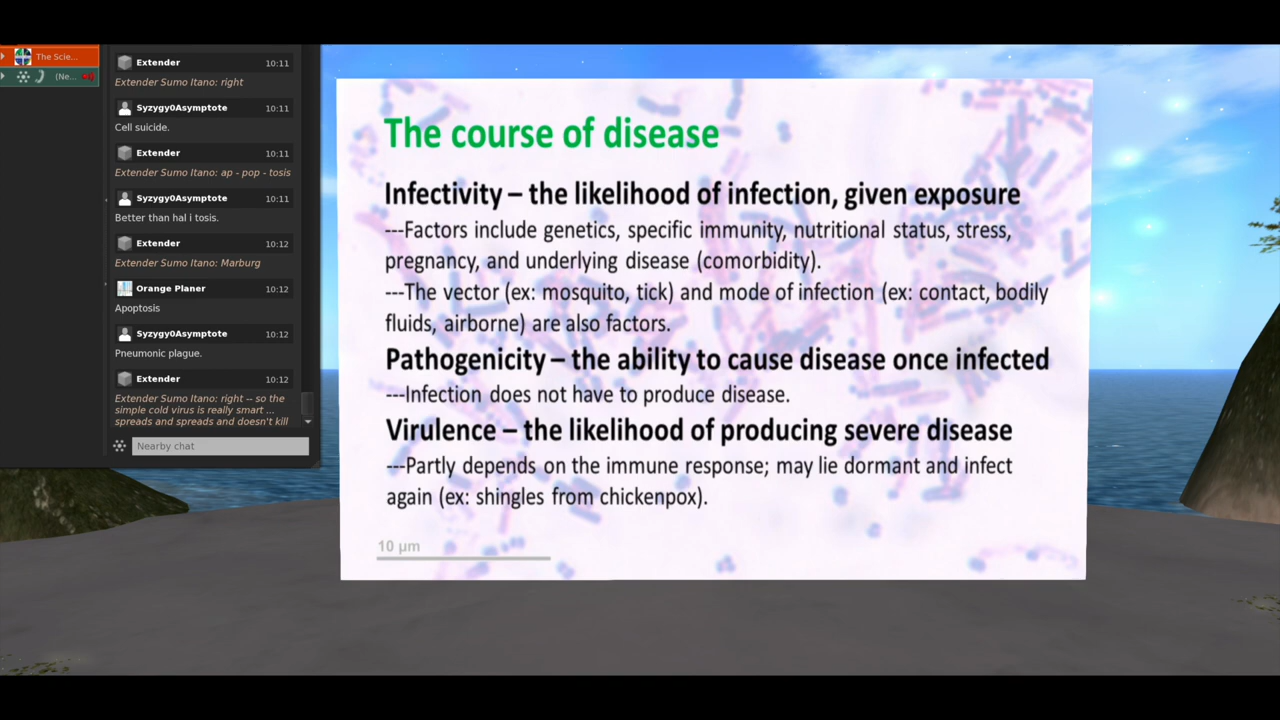 The Scie...
(Ne...
Extender 10:11
Extender Sumo Itano: right
Syzygy0Asymptote 10:11
Cell suicide.
Extender 10:11
Extender Sumo Itano: ap - pop - tosis
Syzygy0Asymptote 10:11
Better than hal i tosis.
Extender 10:12
Extender Sumo Itano: Marburg
Orange Planer 10:12
Apoptosis
Syzygy0Asymptote 10:12
Pneumonic plague.
Extender 10:12
Extender Sumo Itano: right -- so the
simple cold virus is really smart ...
spreads and spreads and doesn't kill
Nearby chat
The course of disease
Infectivity – the likelihood of infection, given exposure
---Factors include genetics, specific immunity, nutritional status, stress,
pregnancy, and underlying disease (comorbidity).
---The vector (ex: mosquito, tick) and mode of infection (ex: contact, bodily
fluids, airborne) are also factors.
Pathogenicity – the ability to cause disease once infected
---Infection does not have to produce disease.
Virulence – the likelihood of producing severe disease
---Partly depends on the immune response; may lie dormant and infect
again (ex: shingles from chickenpox).
10 µm